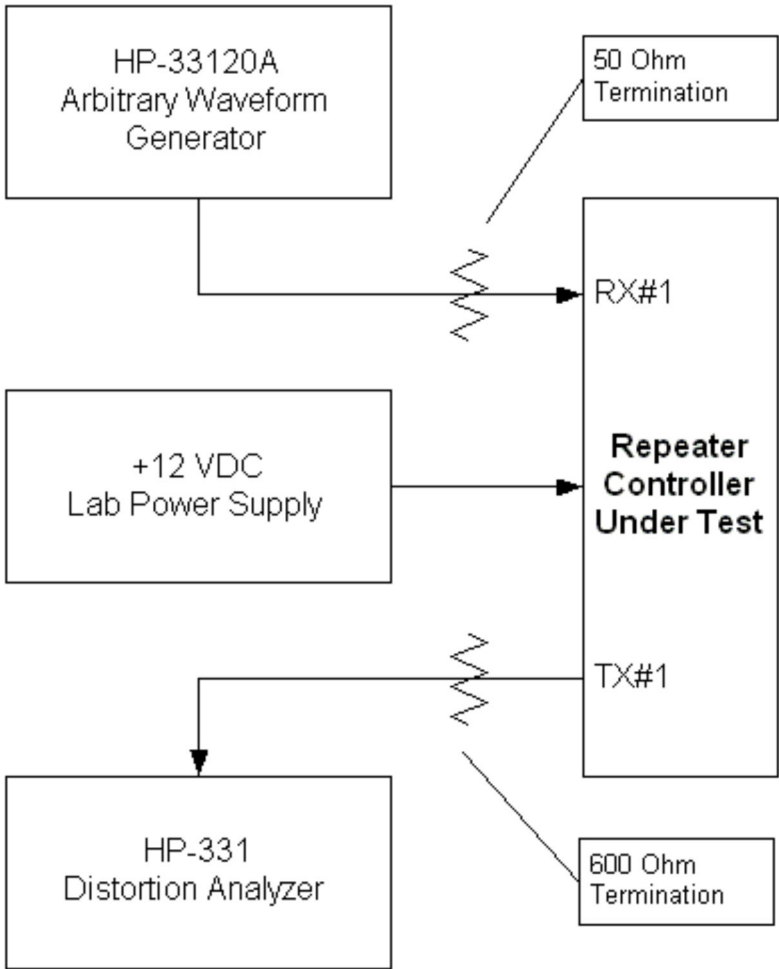 HP-33120A
Arbitrary Waveform
Generator
50 Ohm
Termination
RX#1
+12 VDC
Lab Power Supply
Repeater
Controller
Under Test
TX#1
HP-331
Distortion Analyzer
600 Ohm
Termination